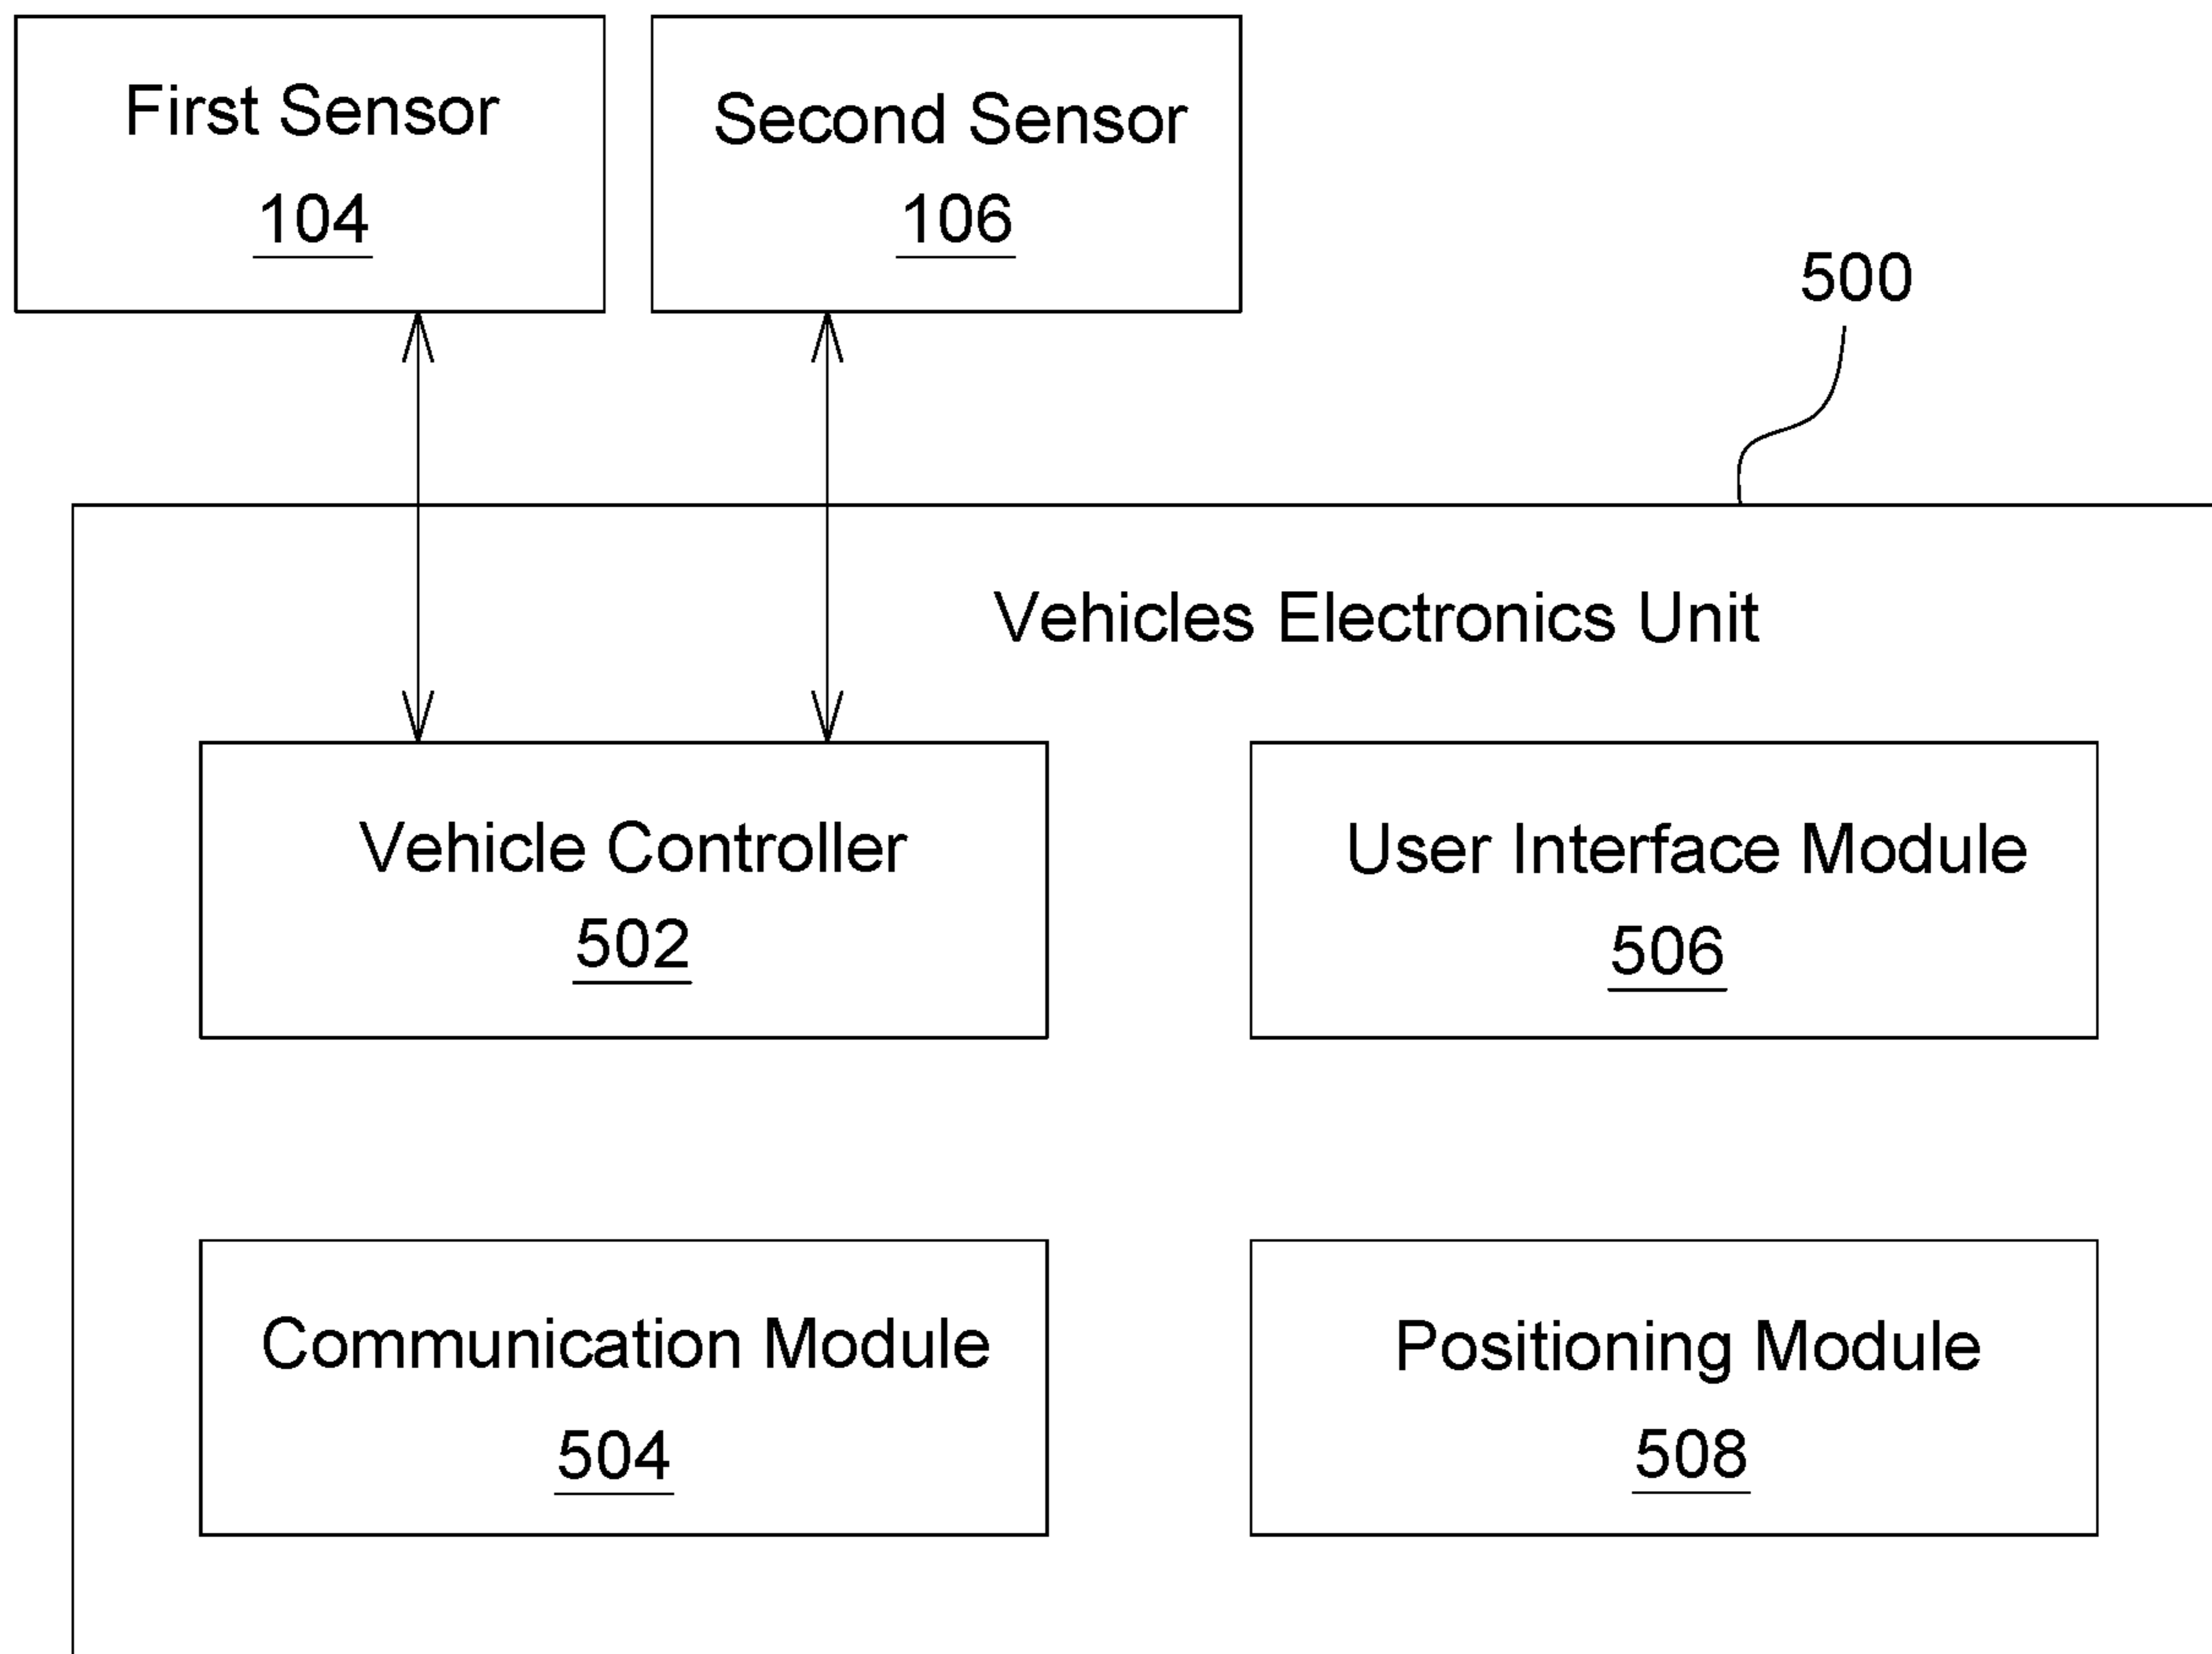 First Sensor
104
Second Sensor
106
500
Vehicles Electronics Unit
Vehicle Controller
502
User Interface Module
506
Communication Module
504
Positioning Module
508